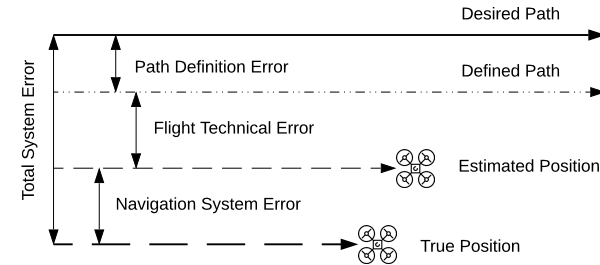 Desired Path
Path Definition Error
Defined Path
Total System Error
Flight Technical Error
Estimated Position
Navigation System Error
True Position